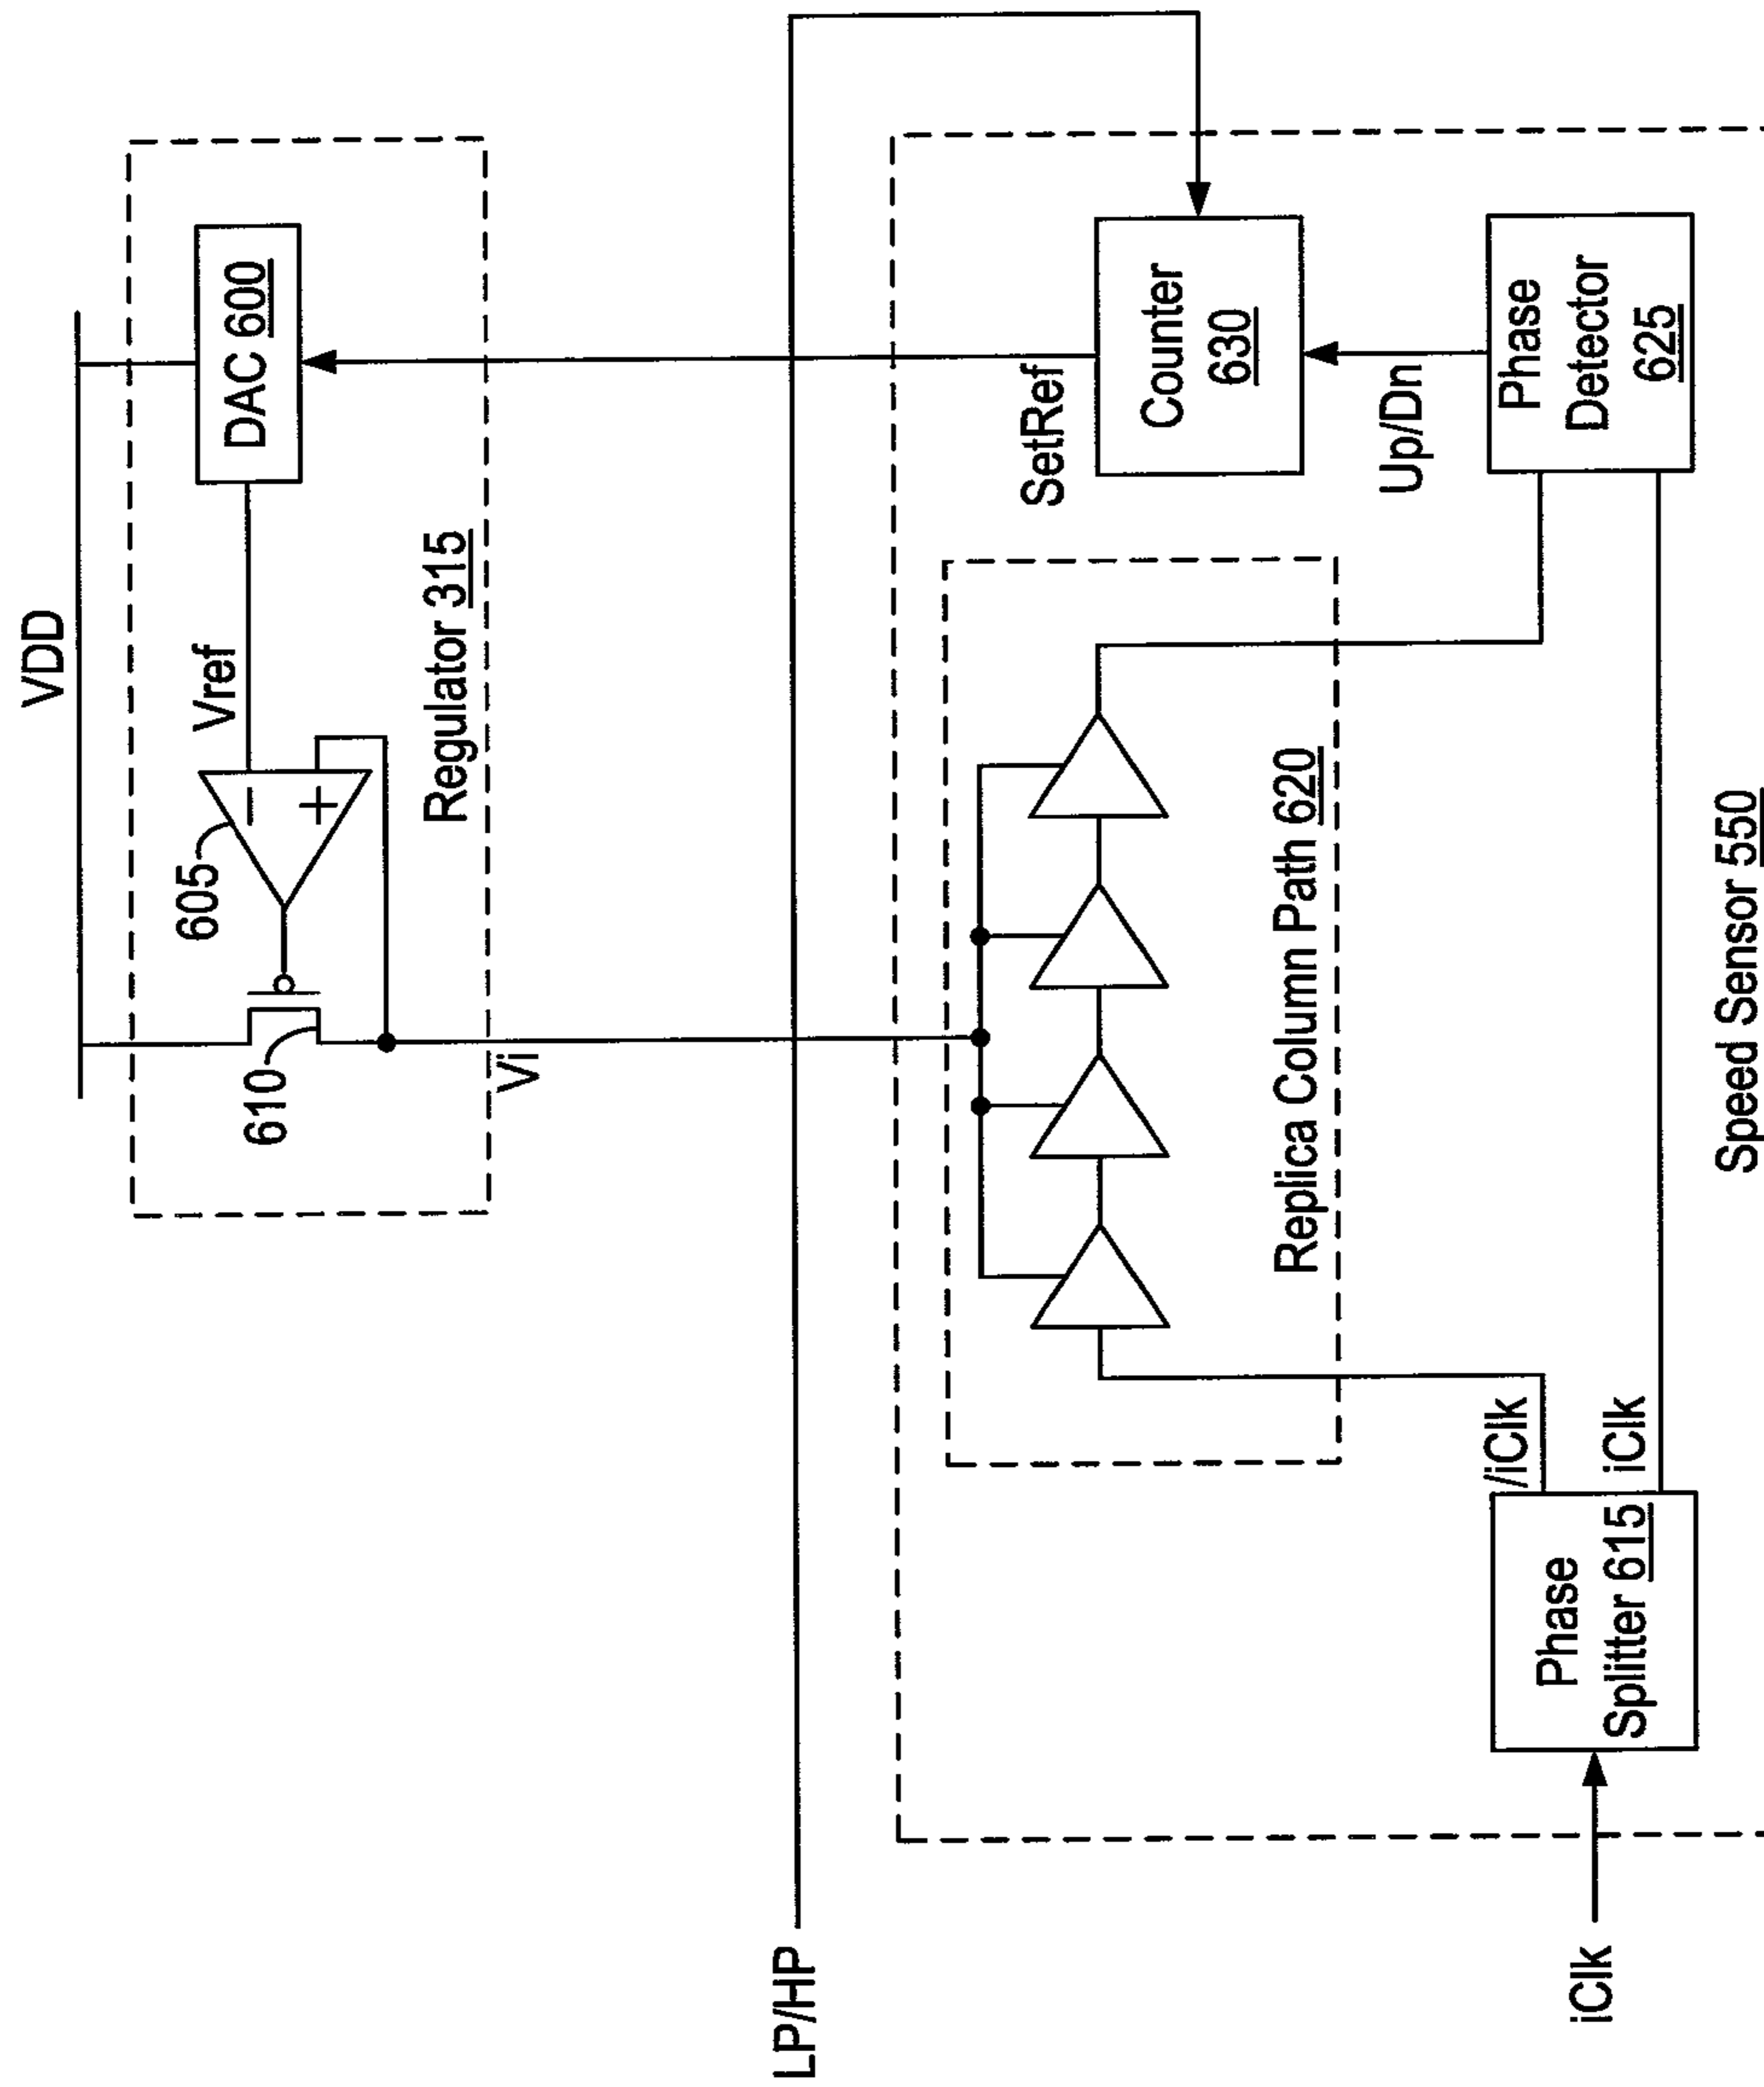 VDD
DAC 600
Vref
605
610
Regulator 315
Vi
LP/HP
SetRef
Counter
630
Up/Dn
Phase
Detector
625
Replica Column Path 620
/iClk
iClk
Phase
Splitter 615
iClk
Speed Sensor 550